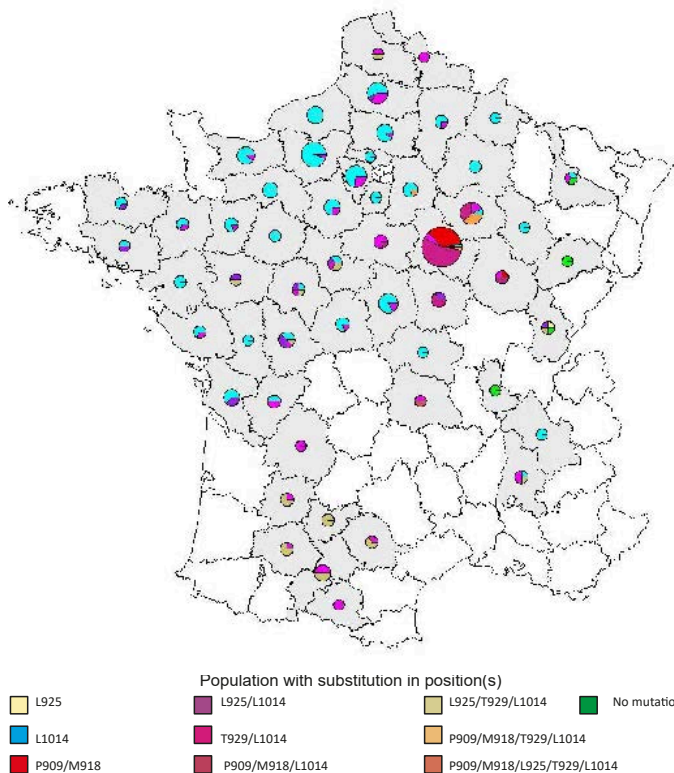 Population with substitution in position(s)
L925 L925/L1014 L925/T929/L1014 No mutatio
L1014 T929/L1014 P909/M918/T929/L1014
P909/M918 P909/M918/L1014 P909/M918/L925/T929/L1014